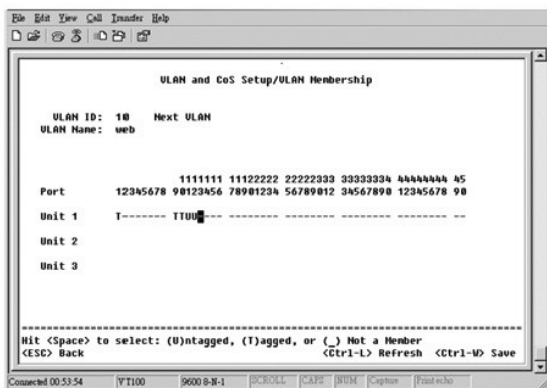 File Edit View Call Transfer Help
VLAN and CoS Setup/VLAN Membership
VLAN ID: 10 Next VLAN
VLAN Name: web
1111111 11122222 22222333 33333334 44444444 45
Port 12345678 90123456 78901234 56789012 34567890 12345678 90
Unit 1 T------- TTUU---- -------- -------- -------- -------- --
Unit 2
Unit 3
Hit <Space> to select: (U)ntagged, (T)agged, or (_) Not a Member
<ESC> Back <Ctrl-L> Refresh <Ctrl-W> Save
Connected 00:53:54 VT100 9600 8-N-1 SCROLL CAPS NUM Capture Print echo